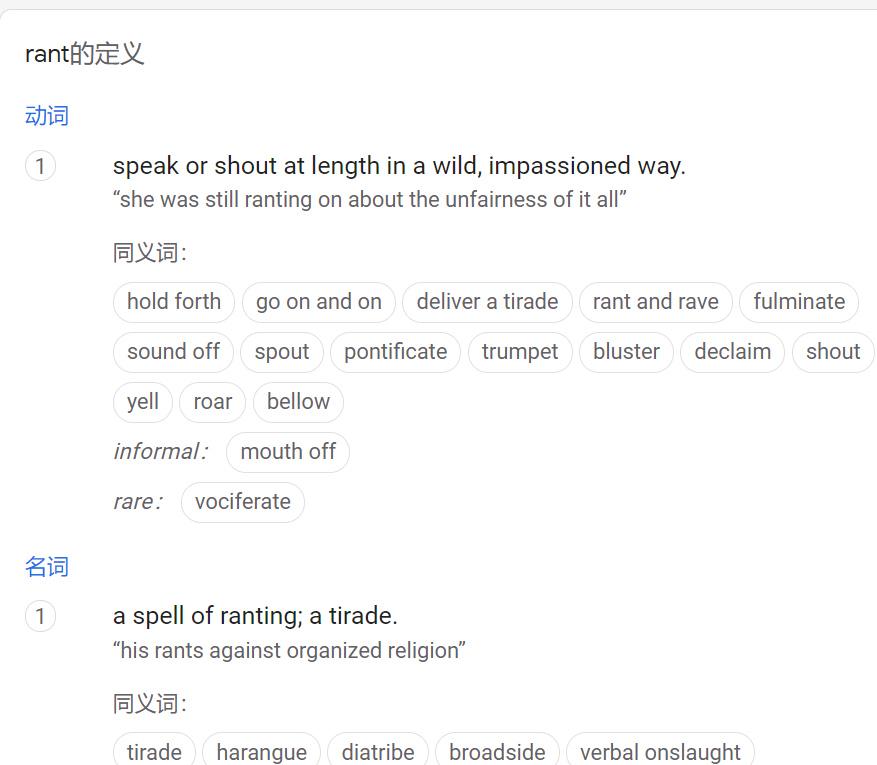 rant的定义
动词
1 speak or shout at length in a wild, impassioned way.
“she was still ranting on about the unfairness of it all”
同义词：
hold forth go on and on deliver a tirade rant and rave fulminate
sound off spout pontificate trumpet bluster declaim shout
yell roar bellow
informal： mouth off
rare： vociferate
名词
1 a spell of ranting; a tirade.
“his rants against organized religion”
同义词：
tirade harangue diatribe broadside verbal onslaught